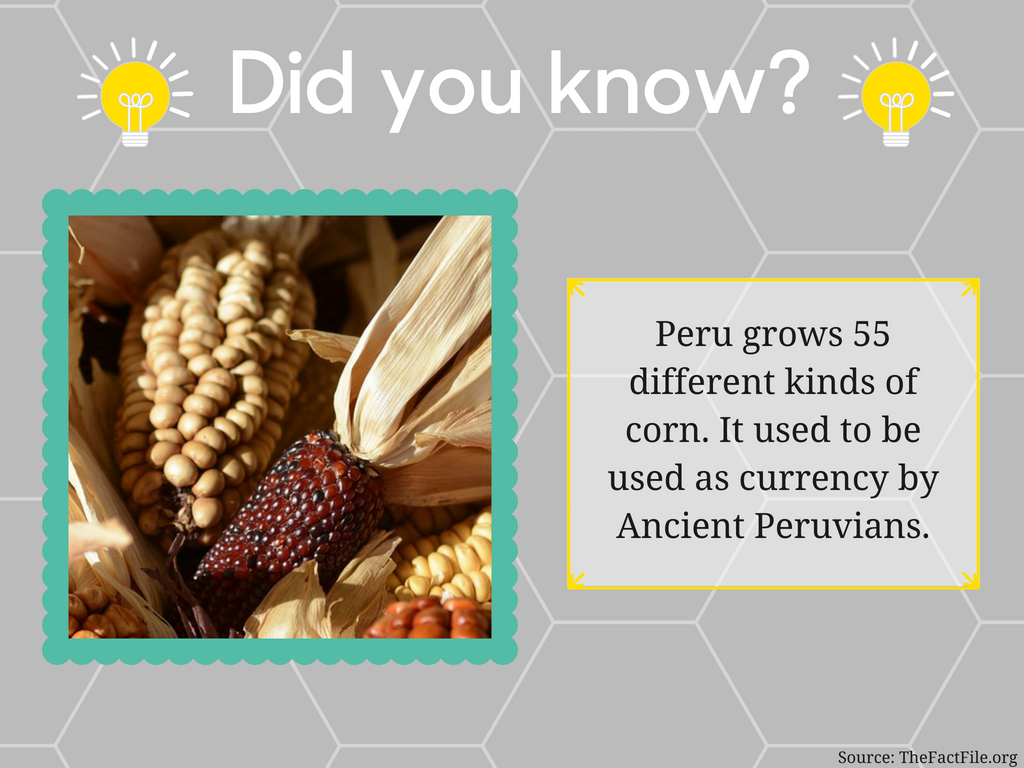 Did you know?
Peru grows 55
different kinds of
corn. It used to be
used as currency by
Ancient Peruvians.
Source: TheFactFile.org